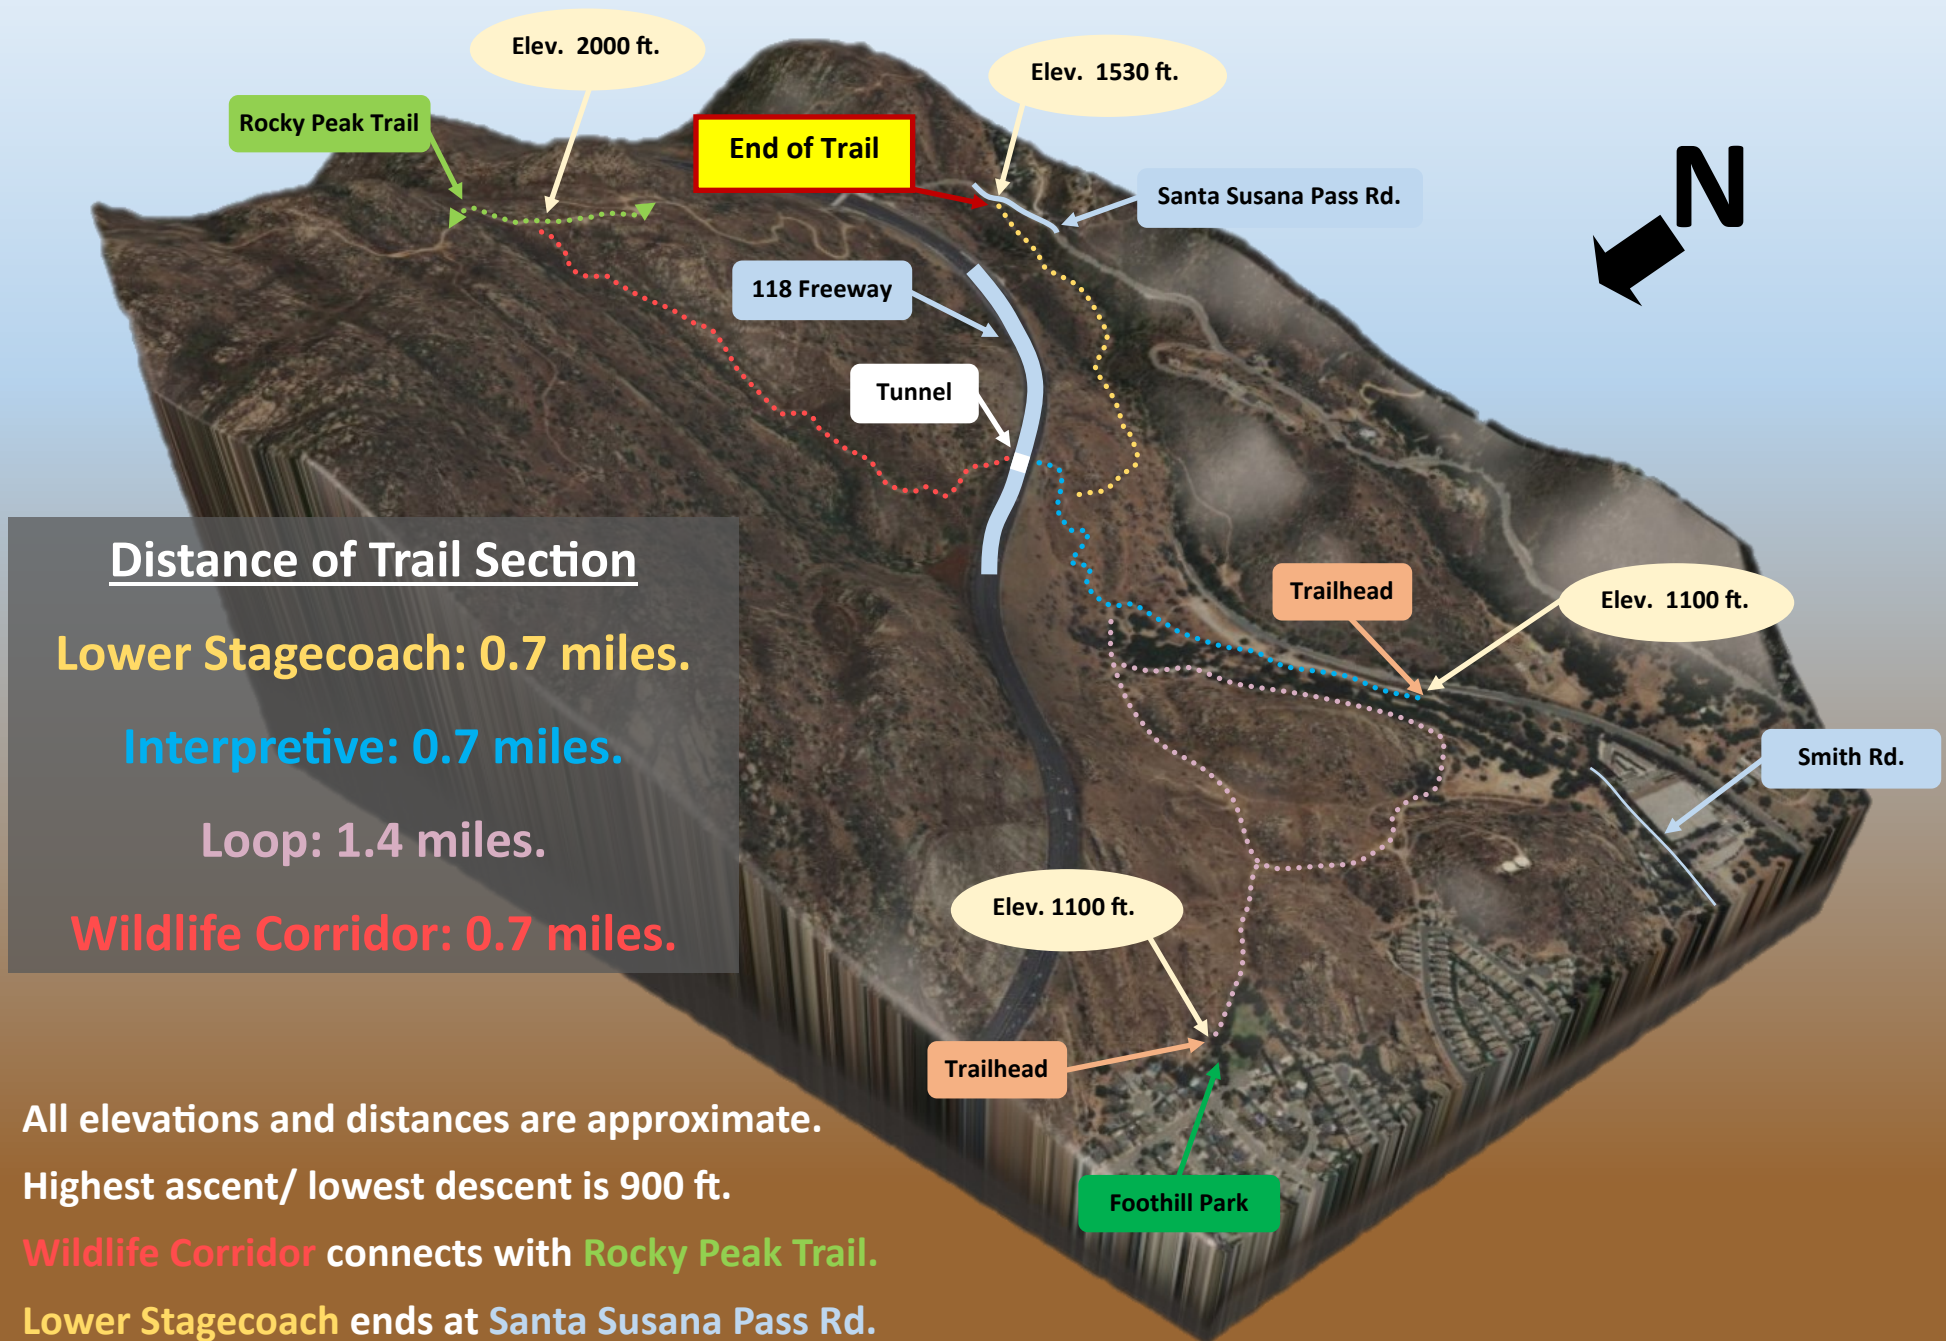 Elev. 2000 ft.
Elev. 1530 ft.
Rocky Peak Trail
End of Trail
N
Santa Susana Pass Rd.
118 Freeway
Tunnel
Distance of Trail Section
Lower Stagecoach: 0.7 miles.
Interpretive: 0.7 miles.
Loop: 1.4 miles.
Wildlife Corridor: 0.7 miles.
Trailhead
Elev. 1100 ft.
Smith Rd.
Elev. 1100 ft.
Trailhead
Foothill Park
All elevations and distances are approximate.
Highest ascent/ lowest descent is 900 ft.
Wildlife Corridor connects with Rocky Peak Trail.
Lower Stagecoach ends at Santa Susana Pass Rd.